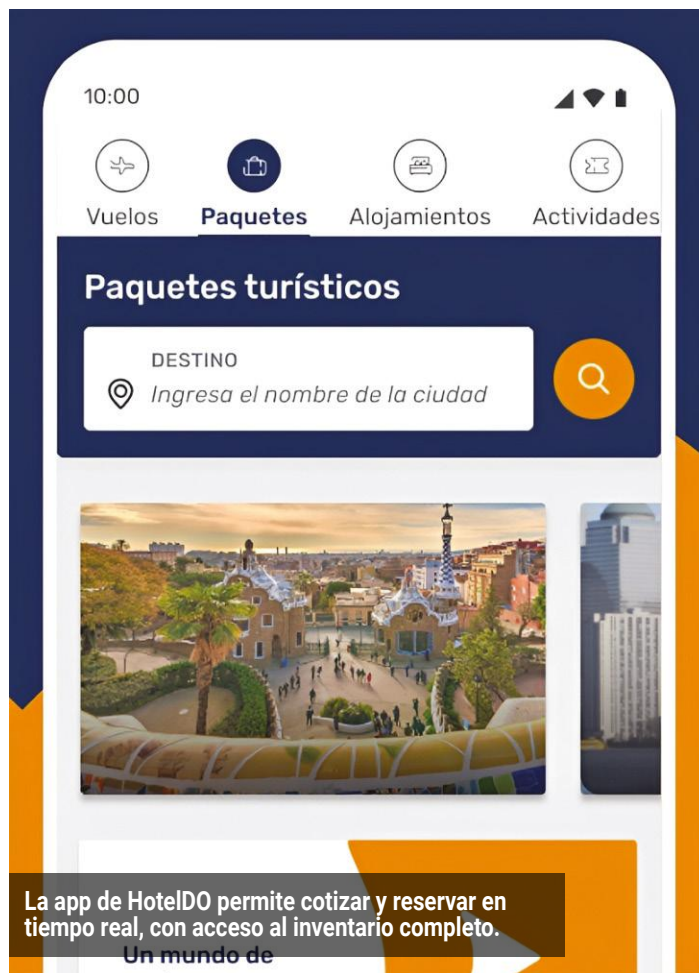 10:00
Vuelos
Paquetes
Alojamientos
Actividades
Paquetes turísticos
DESTINO
Ingresa el nombre de la ciudad
La app de HotelDO permite cotizar y reservar en
tiempo real, con acceso al inventario completo.
Un mundo de